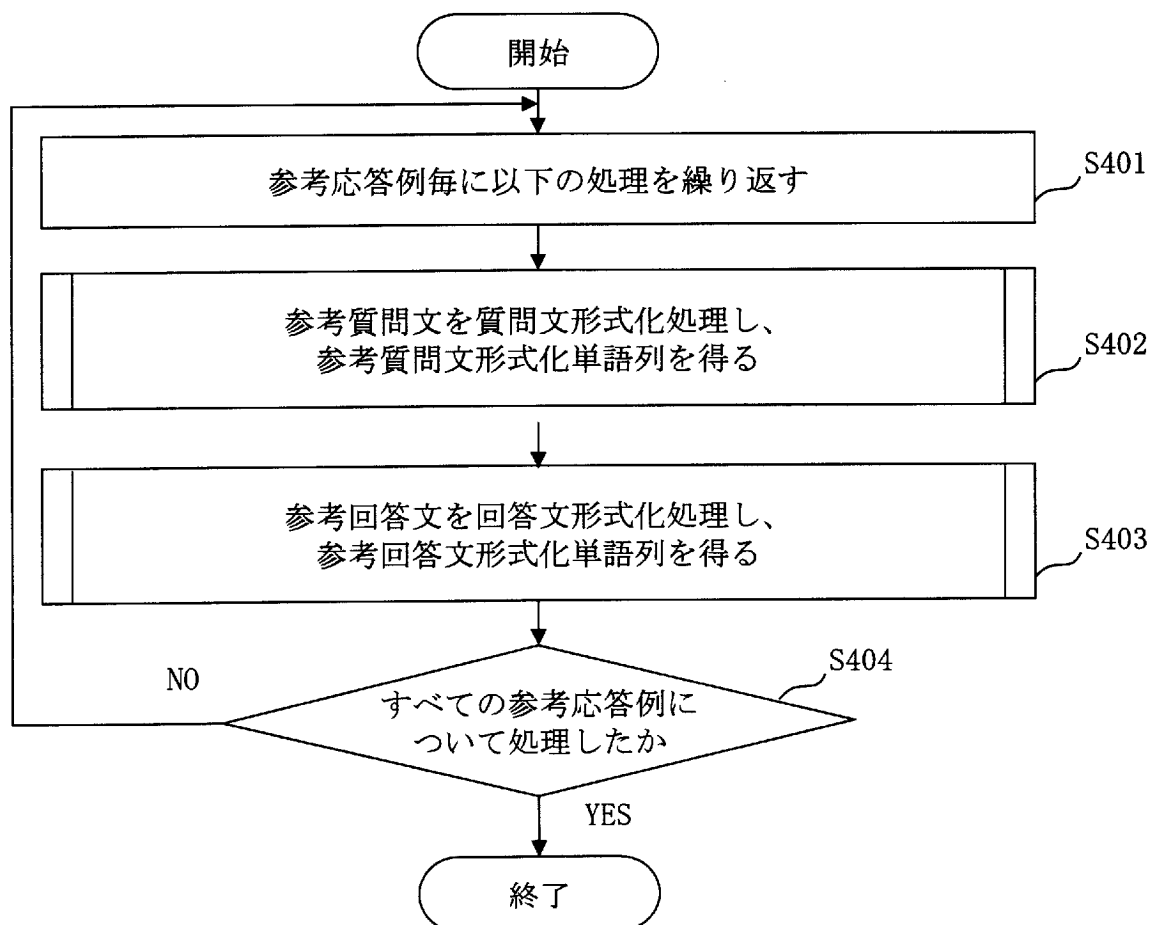 開始
参考応答例毎に以下の処理を繰り返す
S401
参考質問文を質問文形式化処理し、
参考質問文形式化単語列を得る
S402
参考回答文を回答文形式化処理し、
参考回答文形式化単語列を得る
S403
S404
NO
すべての参考応答例に
ついて処理したか
YES
終了